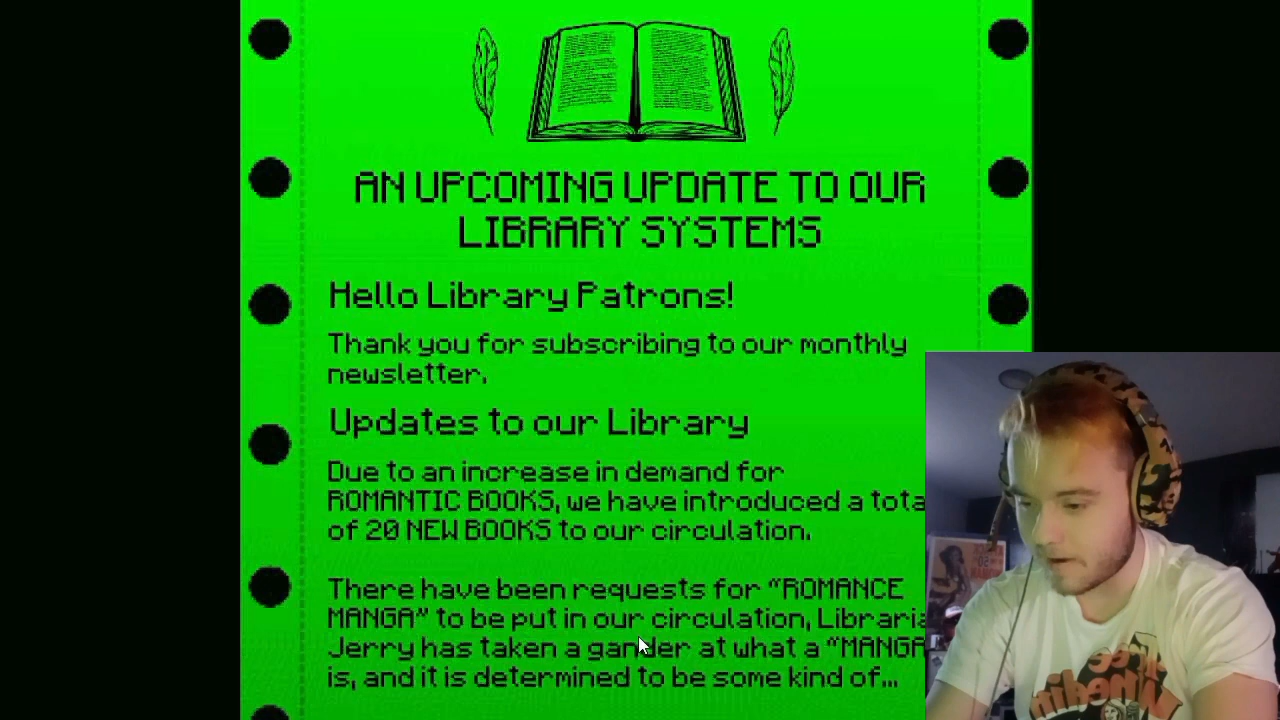 AN UPCOMING UPDATE TO OUR
LIBRARY SYSTEMS
Hello Library Patrons!
Thank you for subscribing to our monthly
newsletter.
Updates to our Library
Due to an increase in demand for
ROMANTIC BOOKS, we have introduced a
of 20 NEW BOOKS to our circulation.
There have been requests for “ROMANCE
MANGA” to be put in our circulation,
Jerry has taken a gander at what a “MANGA
is, and it is determined to be some kind of...